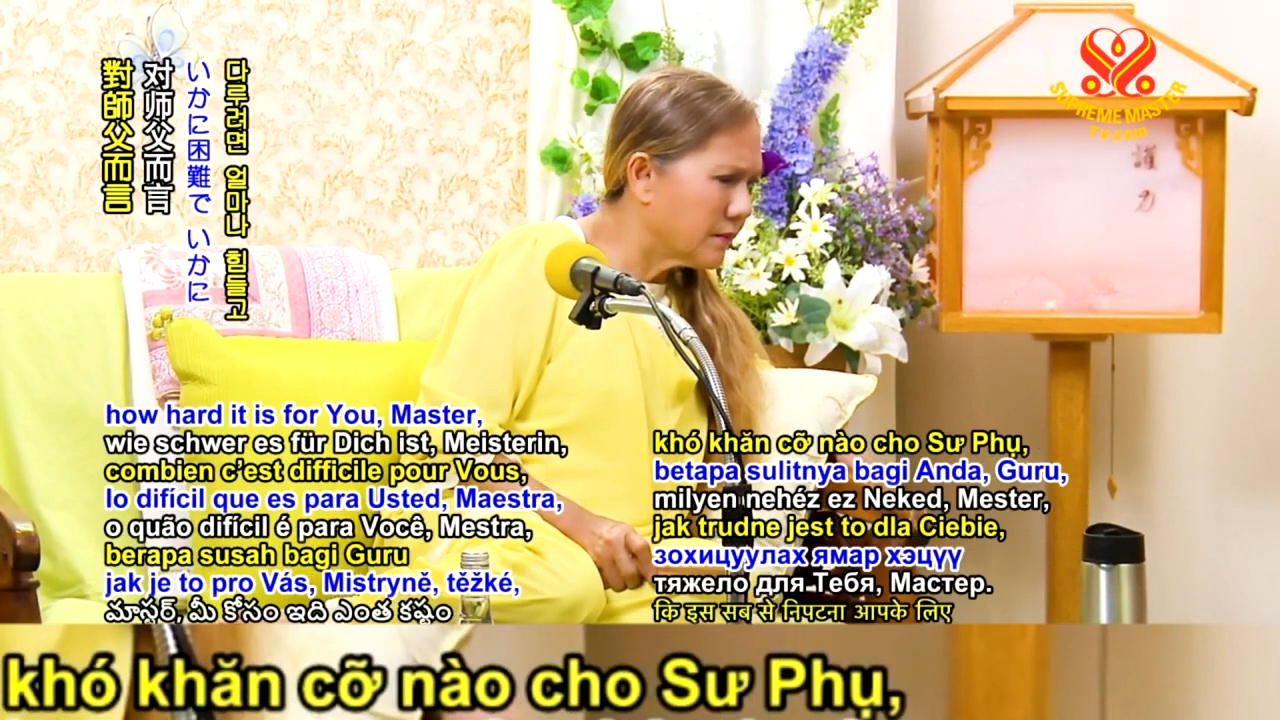 對師父而言
对师父而言
いかに困難で いかに
다루려면 얼마나 힘들고
SUPREME MASTER
TV.com
how hard it is for You, Master,
wie schwer es für Dich ist, Meisterin,
combien c'est difficile pour Vous,
lo difícil que es para Usted, Maestra,
o quão difícil é para Você, Mestra,
berapa susah bagi Guru
jak je to pro Vás, Mistryně, těžké,
మాస్టర్, మీ కోసం ఇది ఎంత కష్టం
khó khăn cỡ nào cho Sư Phụ,
betapa sulitnya bagi Anda, Guru,
milyen nehéz ez Neked, Mester,
jak trudne jest to dla Ciebie,
зохицуулах ямар хэцүү
тяжело для Тебя, Мастер.
कि इस सब से निपटना आपके लिए
khó khăn cỡ nào cho Sư Phụ,